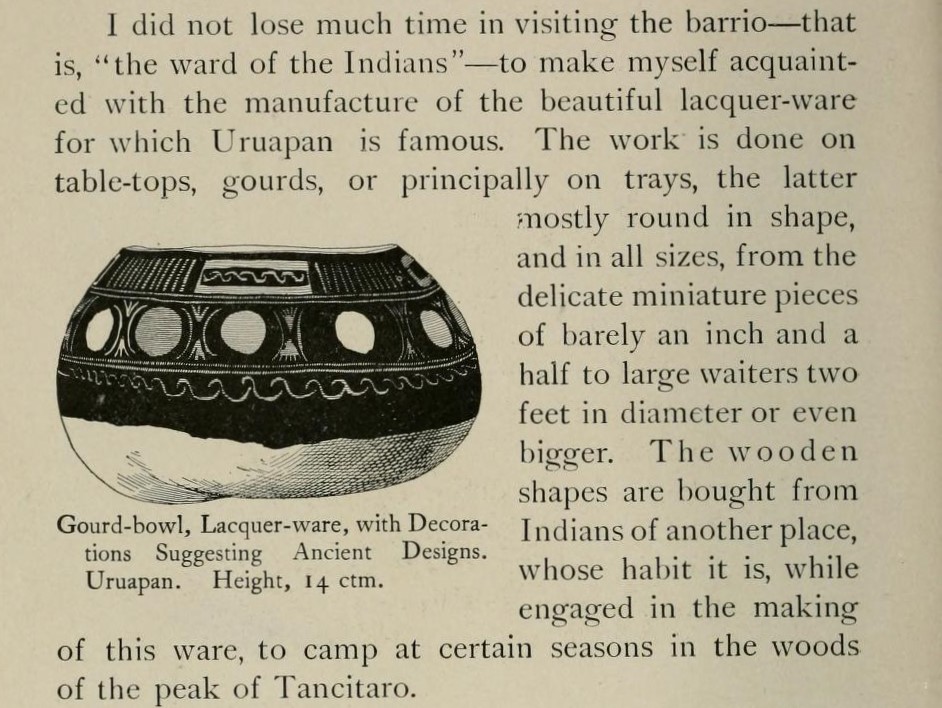 I did not lose much time in visiting the barrio—that
is, “the ward of the Indians”—to make myself acquaint-
ed with the manufacture of the beautiful lacquer-ware
for which Uruapan is famous. The work is done on
table-tops, gourds, or principally on trays, the latter
mostly round in shape,
and in all sizes, from the
delicate miniature pieces
of barely an inch and a
half to large waiters two
feet in diameter or even
bigger. The wooden
shapes are bought from
Indians of another place,
whose habit it is, while
engaged in the making
Gourd-bowl, Lacquer-ware, with Decora-
tions Suggesting Ancient Designs.
Uruapan. Height, 14 ctm.
of this ware, to camp at certain seasons in the woods
of the peak of Tancitaro.